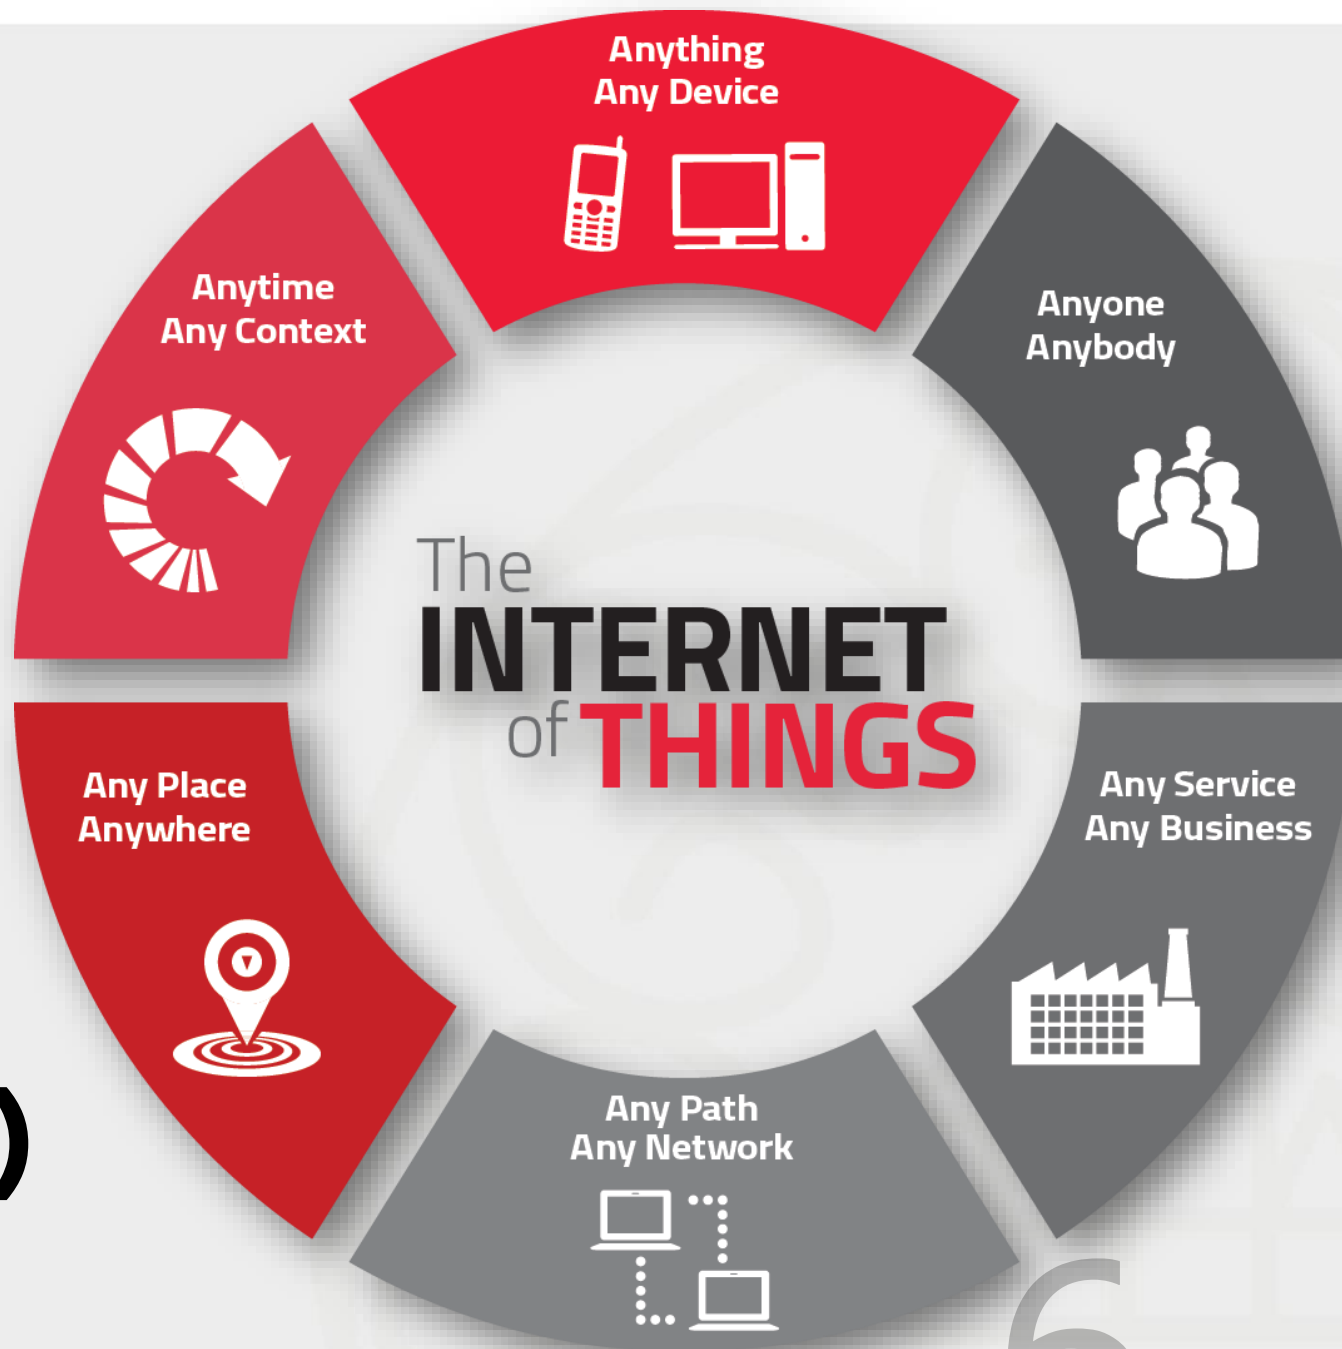 Anything
Any Device
Anyone
Anybody
Any Service
Any Business
Any Path
Any Network
Any Place
Anywhere
Anytime
Any Context
The
INTERNET
of THINGS
)
6